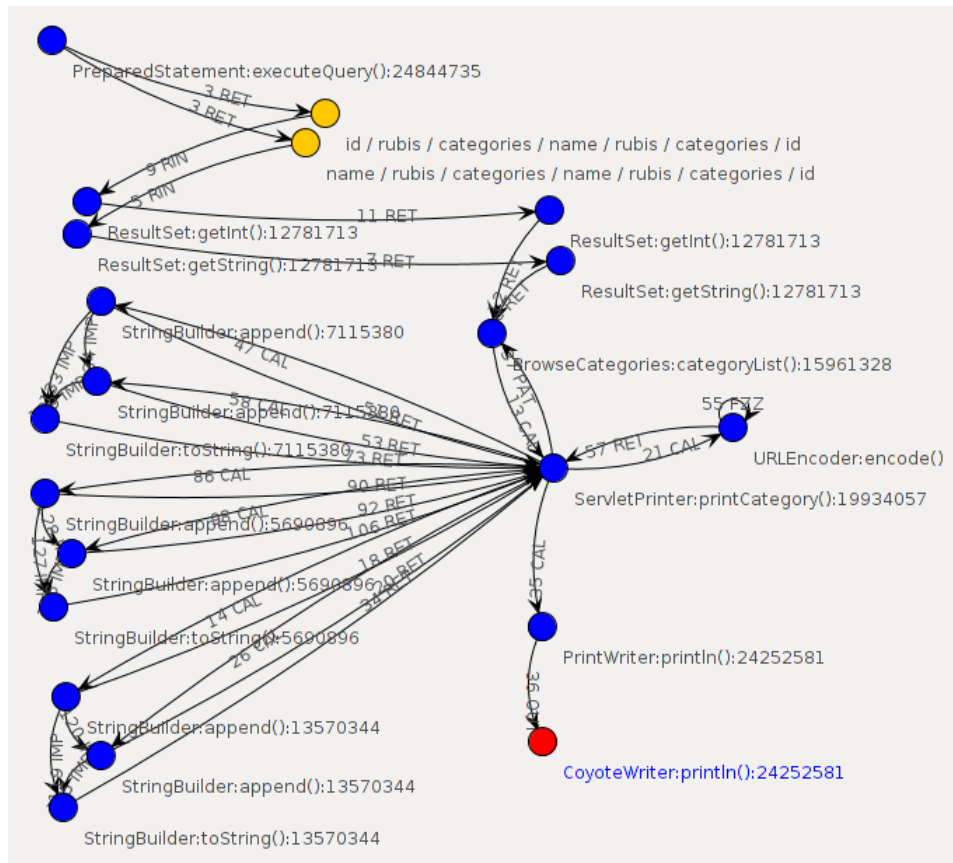 PreparedStatement:executeQuery():24844735
3 RET
3 RET
id / rubis / categories / name / rubis / categories / id
name / rubis / categories / name / rubis / categories / id
9 RIN
5 RIN
11 RET
ResultSet:getInt():12781713
ResultSet:getInt():12781713
ResultSet:getString():12781713
7 RET
ResultSet:getString():12781713
StringBuilder:append():7115380
47 CAL
BrowseCategories:categoryList():15961328
13 CAL
58 CAL
StringBuilder:append():7115380
55 FZZ
53 RET
57 RET
21 CAL
StringBuilder:toString():7115380
73 RET
URLEncoder:encode()
86 CAL
90 RET
ServletPrinter:printCategory():19934057
StringBuilder:append():5690896
92 RET
98 CAL
106 RET
StringBuilder:append():5690896
18 RET
35 CAL
14 CAL
StringBuilder:toString():5690896
26 CAL
PrintWriter:println():24252581
StringBuilder:append():13570344
CoyoteWriter:println():24252581
StringBuilder:append():13570344
StringBuilder:toString():13570344